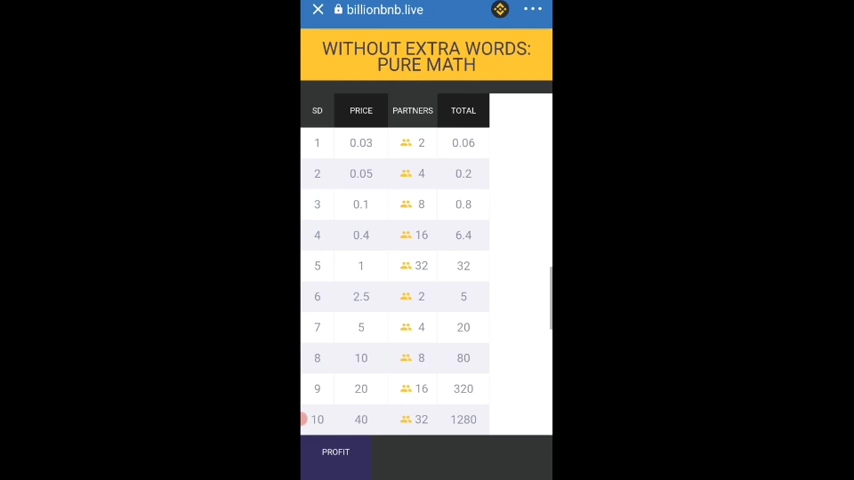 billionbnb.live
WITHOUT EXTRA WORDS:
PURE MATH
SD PRICE PARTNERS TOTAL
1 0.03 2 0.06
2 0.05 4 0.2
3 0.1 8 0.8
4 0.4 16 6.4
5 1 32 32
6 2.5 2 5
7 5 4 20
8 10 8 80
9 20 16 320
10 40 32 1280
PROFIT